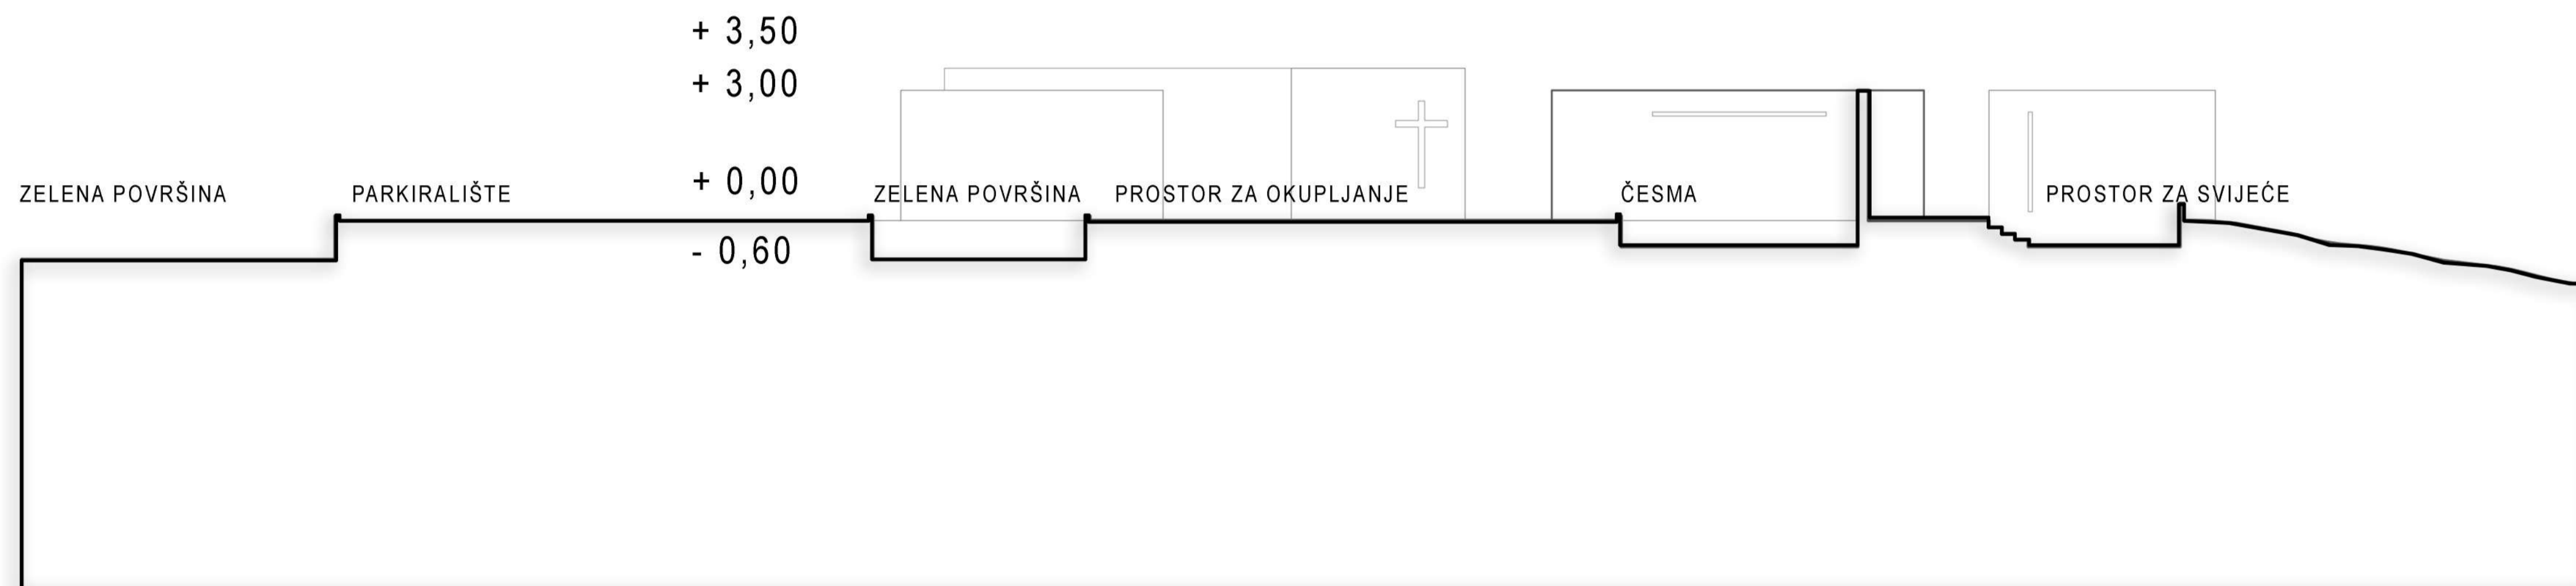 + 3,50
+ 3,00
+ 0,00
ZELENA POVRŠINA PARKIRALIŠTE ZELENA POVRŠINA PROSTOR ZA OKUPLJANJE ČESMA PROSTOR ZA SVIJEĆE
- 0,60